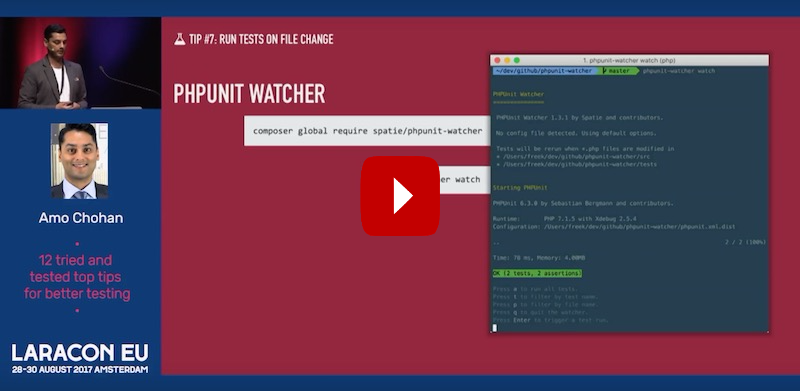 TIP #7: RUN TESTS ON FILE CHANGE
PHPUNIT WATCHER
composer global require spatie/phpunit-watcher
er watch
1. phpunit-watcher watch (php)
~/dev/github/phpunit-watcher master phpunit-watcher watch
PHPUnit Watcher
PHPUnit Watcher 1.3.1 by Spatie and contributors.
No config file detected. Using default options.
Tests will be rerun when *.php files are modified in
* /Users/freek/dev/github/phpunit-watcher/src
* /Users/freek/dev/github/phpunit-watcher/tests
Starting PHPUnit
PHPUnit 6.3.0 by Sebastian Bergmann and contributors.
Runtime: PHP 7.1.5 with Xdebug 2.5.4
Configuration: /Users/freek/dev/github/phpunit-watcher/phpunit.xml.dist
.. 2 / 2 (100%)
Time: 78 ms, Memory: 4.00MB
OK (2 tests, 2 assertions)
Press a to run all tests.
Press t to filter by test name.
Press p to filter by file name.
Press q to quit the watcher.
Press Enter to trigger a test run.
Amo Chohan
12 tried and
tested top tips
for better testing
LARACON EU
28-30 AUGUST 2017 AMSTERDAM